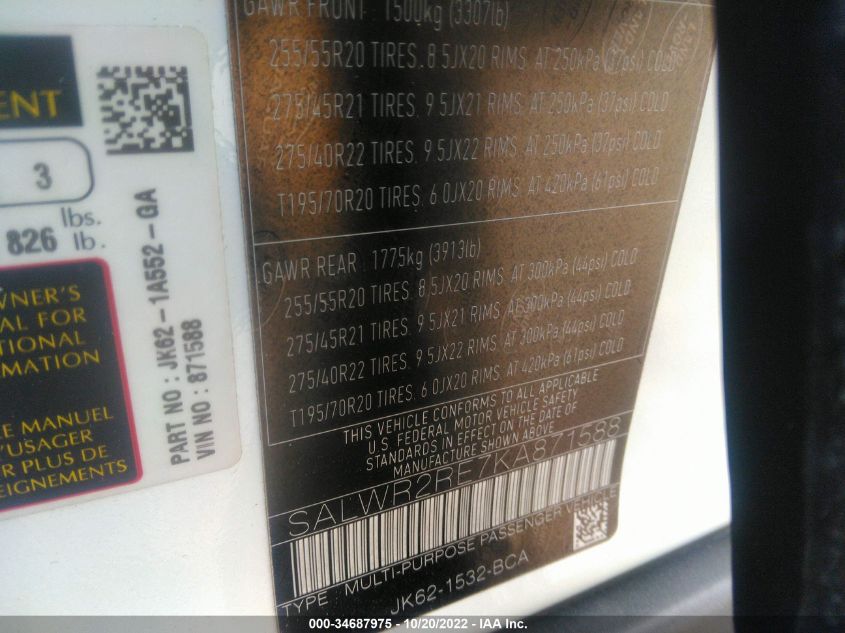 ENT
3
lbs.
826 lb.
WNER'S
AL FOR
TIONAL
RMATION
E MANUEL
'USAGER
R PLUS DE
EIGNEMENTS
PART NO : JK62-1A552-GA
VIN NO : 871588
GAWR FRONT 1500kg (3307lb)
255/55R20 TIRES. 8.5JX20 RIMS. AT 250kPa (37psi) COLD
275/45R21 TIRES. 9.5JX21 RIMS. AT 250kPa (37psi) COLD
275/40R22 TIRES. 9.5JX22 RIMS. AT 250kPa (37psi) COLD
T195/70R20 TIRES. 6.0JX20 RIMS. AT 420kPa (61psi) COLD
GAWR REAR : 1775kg (3913lb)
255/55R20 TIRES. 8.5JX20 RIMS. AT 300kPa (44psi) COLD
275/45R21 TIRES. 9.5JX21 RIMS. AT 300kPa (44psi) COLD
275/40R22 TIRES. 9.5JX22 RIMS. AT 300kPa (44psi) COLD
T195/70R20 TIRES. 6.0JX20 RIMS. AT 420kPa (61psi) COLD
THIS VEHICLE CONFORMS TO ALL APPLICABLE
U.S. FEDERAL MOTOR VEHICLE SAFETY
STANDARDS IN EFFECT ON THE DATE OF
MANUFACTURE SHOWN ABOVE
SALWR2RE7KA871588
TYPE : MULTI-PURPOSE PASSENGER VEHICLE
JK62-1532-BCA
000-34687975 - 10/20/2022 - IAA Inc.